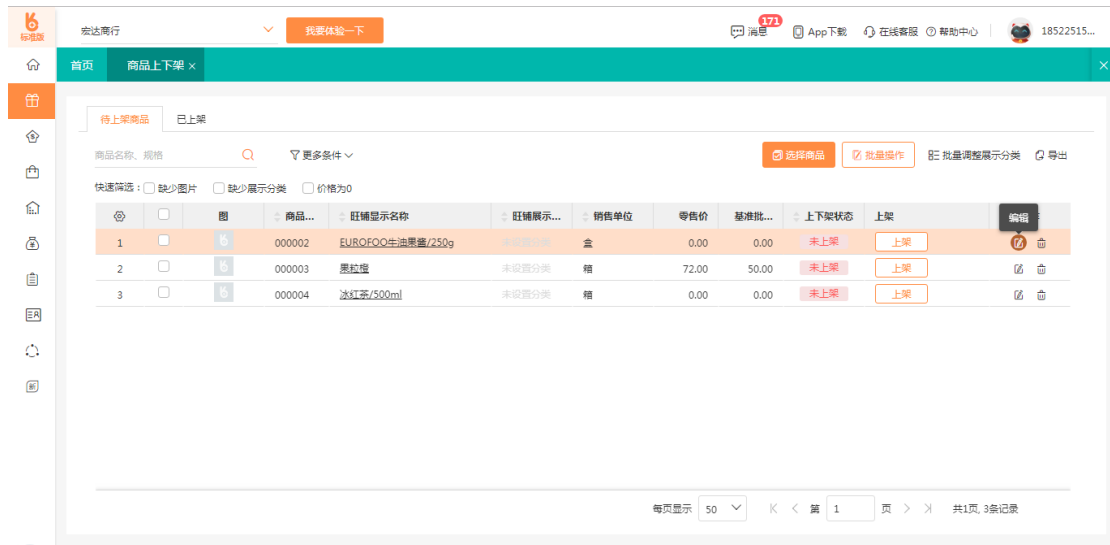 标准版 宏达商行 我要体验一下 消息 171 App下载 在线客服 帮助中心 18522515...
首页 商品上下架 ×
待上架商品 已上架
商品名称、规格 更多条件 选择商品 批量操作 批量调整展示分类 导出
快速筛选： 缺少图片 缺少展示分类 价格为0
图 商品... 旺铺显示名称 旺铺展示... 销售单位 零售价 基准批... 上下架状态 上架 编辑
1 000002 EUROFOO牛油果酱/250g 未设置分类 盒 0.00 0.00 未上架 上架
2 000003 果粒橙 未设置分类 箱 72.00 50.00 未上架 上架
3 000004 冰红茶/500ml 未设置分类 箱 0.00 0.00 未上架 上架
每页显示 50 第 1 页 共1页, 3条记录